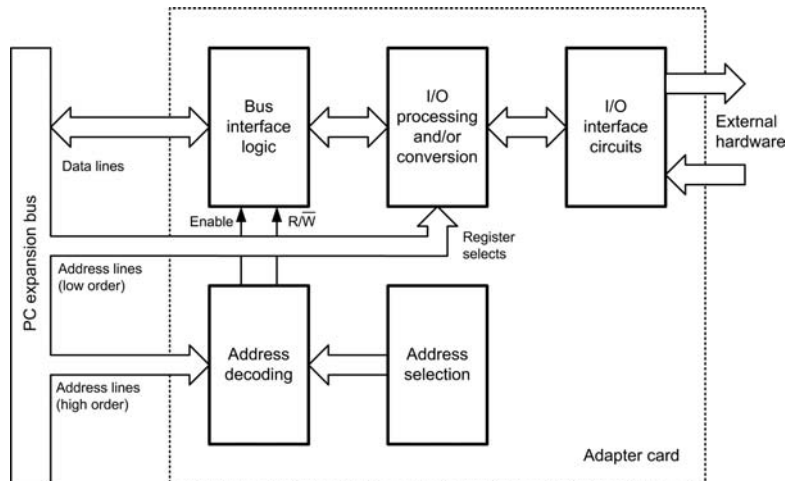 Bus
interface
logic
I/O
processing
and/or
conversion
I/O
interface
circuits
External
hardware
Data lines
Enable
R/W̅
Register
selects
Address lines
(low order)
PC expansion bus
Address
decoding
Address
selection
Address lines
(high order)
Adapter card